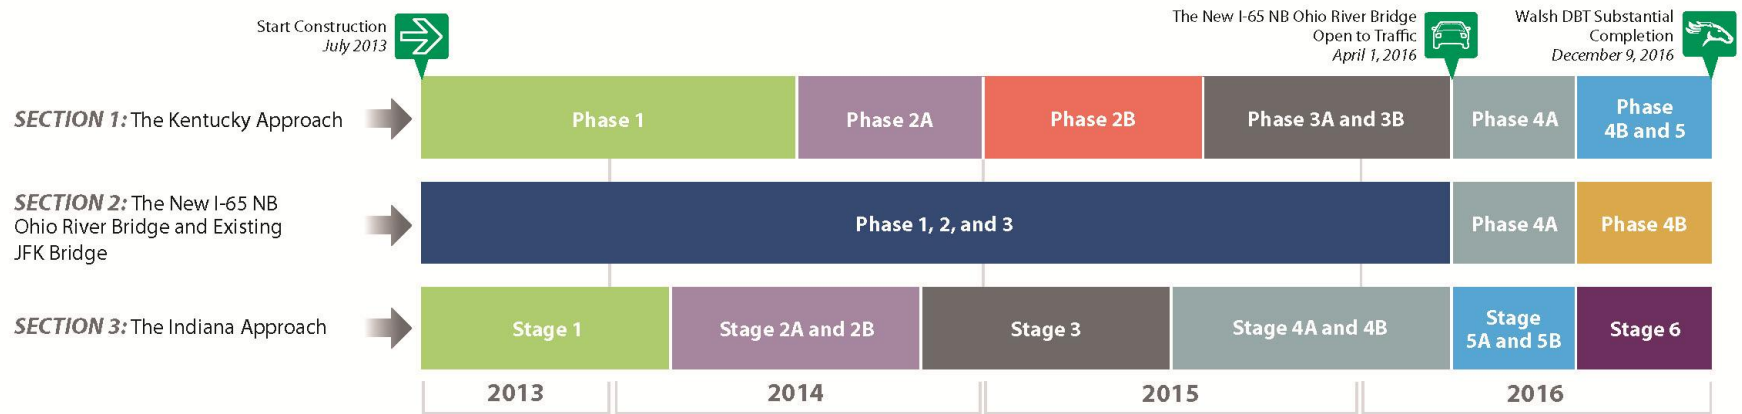 Start Construction
July 2013
The New I-65 NB Ohio River Bridge
Open to Traffic
April 1, 2016
Walsh DBT Substantial
Completion
December 9, 2016
SECTION 1: The Kentucky Approach
Phase 1
Phase 2A
Phase 2B
Phase 3A and 3B
Phase 4A
Phase
4B and 5
SECTION 2: The New I-65 NB
Ohio River Bridge and Existing
JFK Bridge
Phase 1, 2, and 3
Phase 4A
Phase 4B
SECTION 3: The Indiana Approach
Stage 1
Stage 2A and 2B
Stage 3
Stage 4A and 4B
Stage
5A and 5B
Stage 6
2013
2014
2015
2016